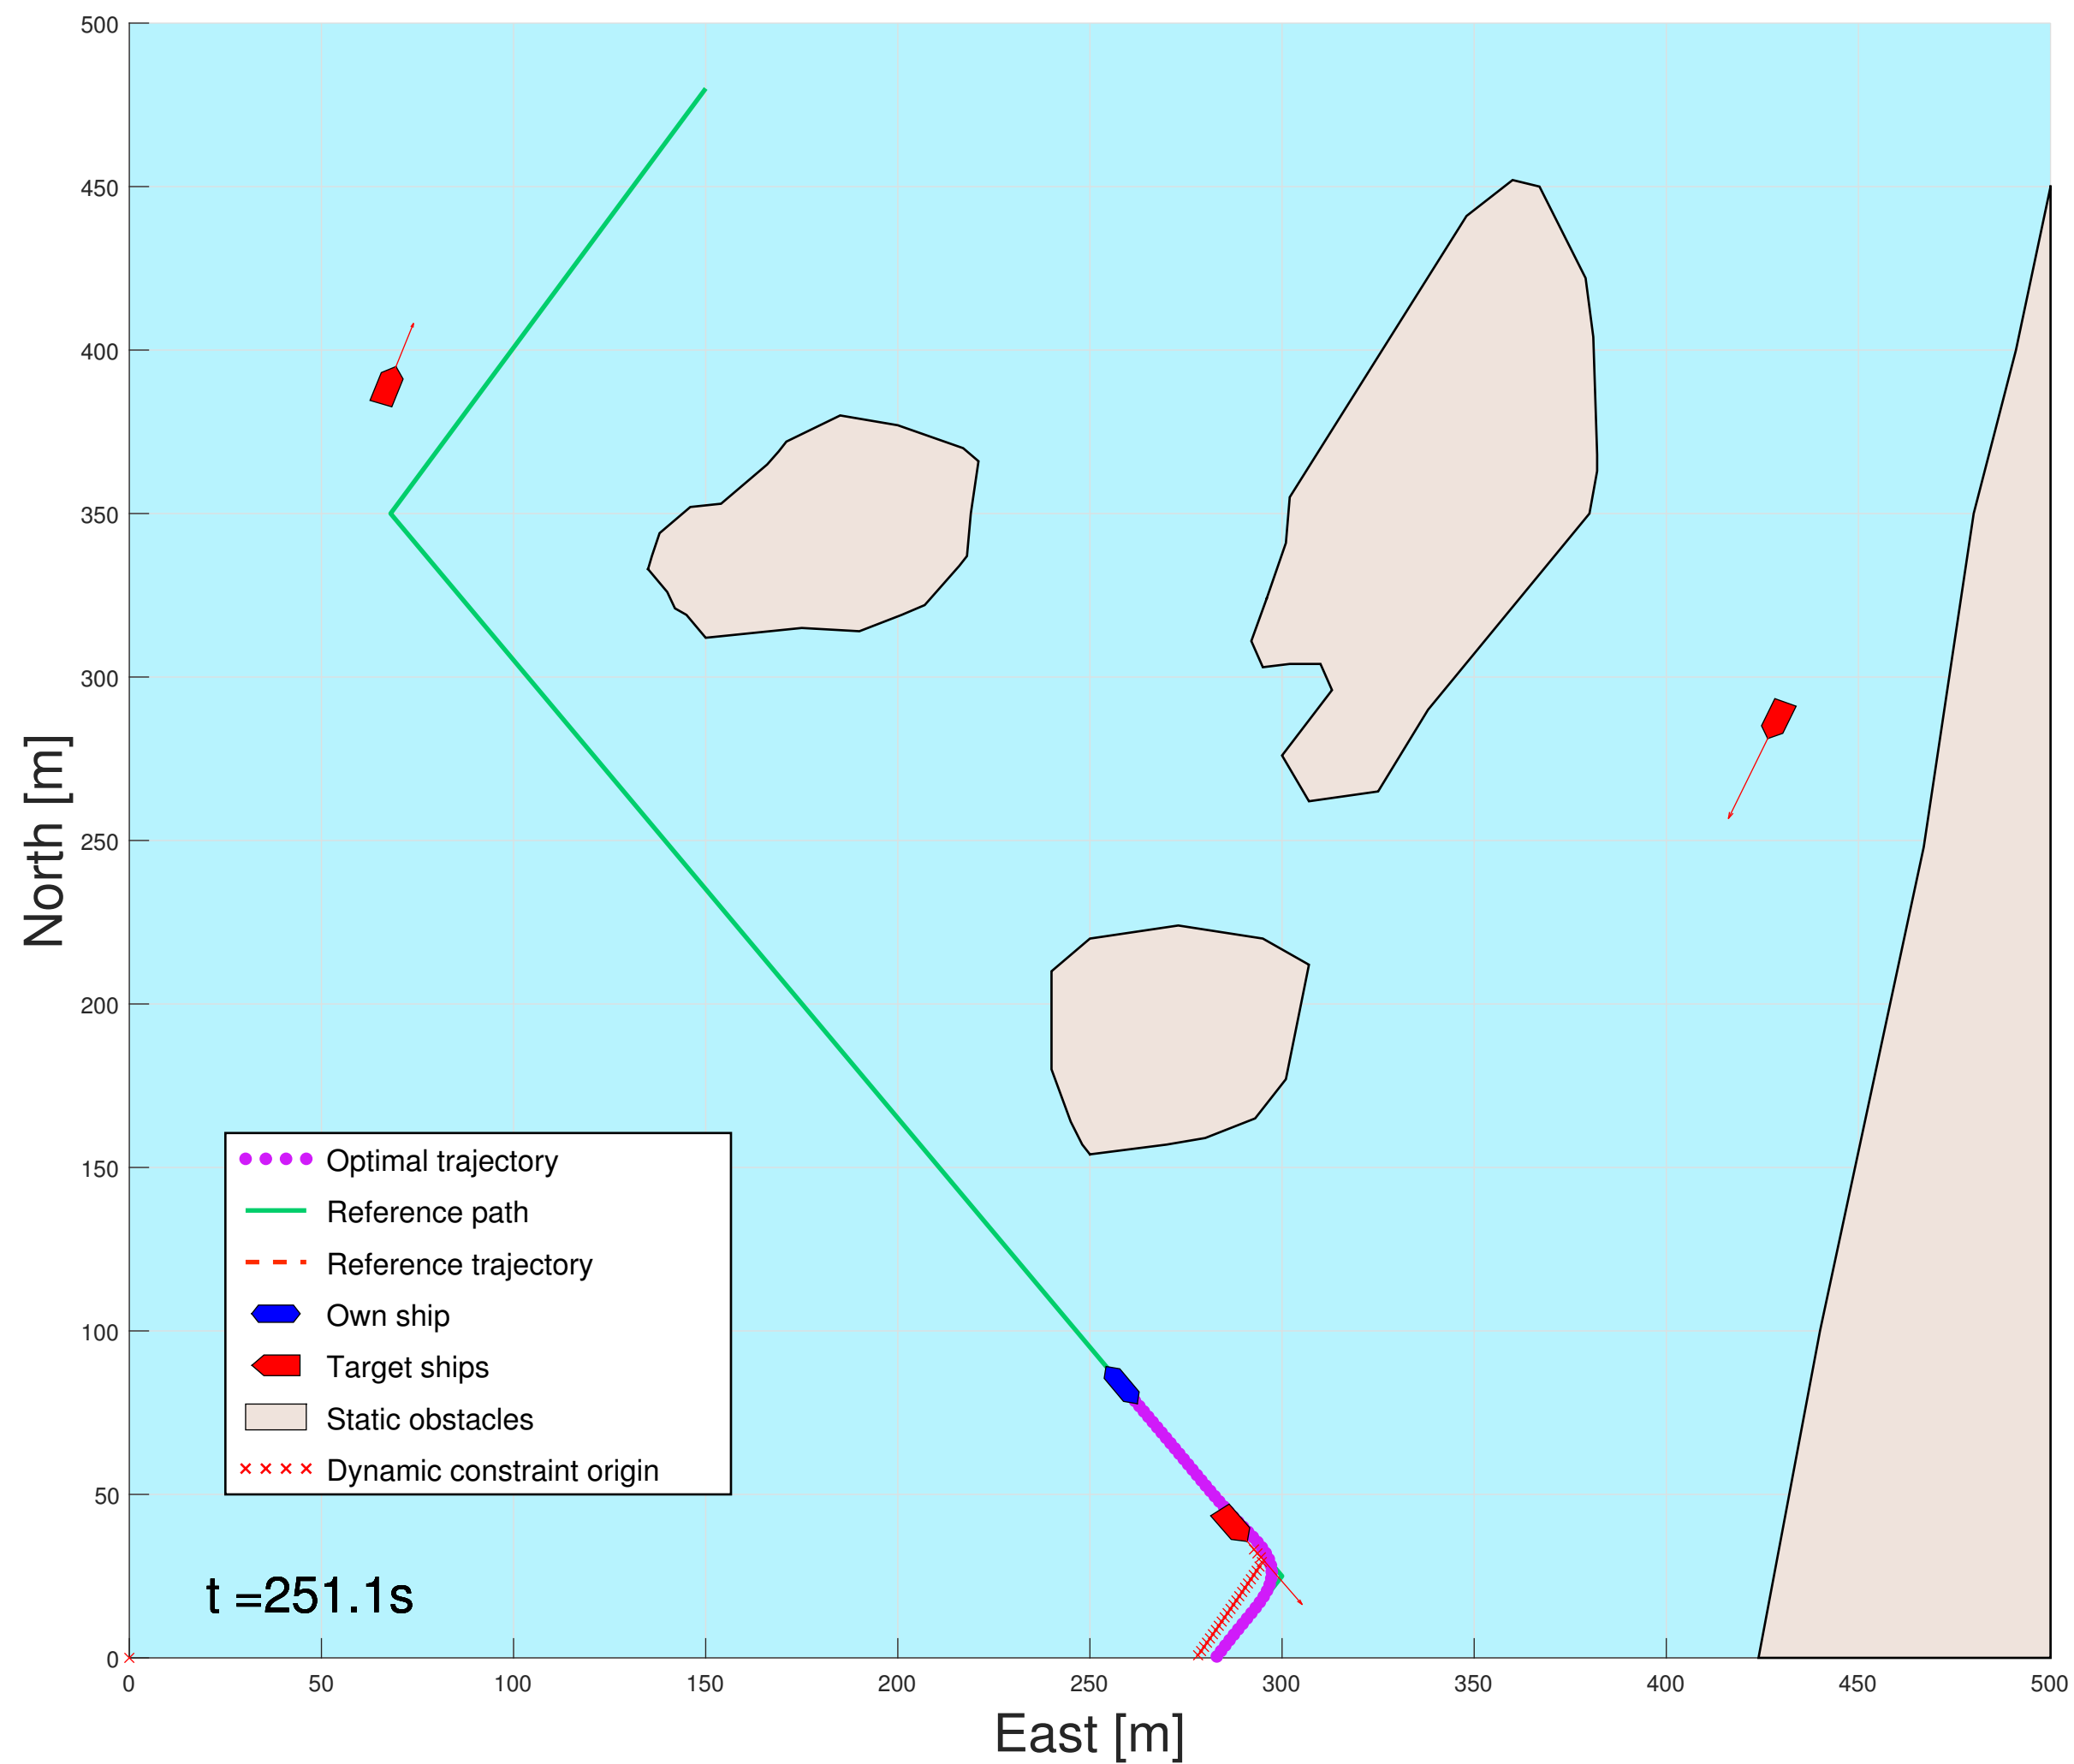 500
450
400
350
300
250
200
150
100
50
0
North [m]
Optimal trajectory
Reference path
Reference trajectory
Own ship
Target ships
Static obstacles
Dynamic constraint origin
t =251.1s
0 50 100 150 200 250 300 350 400 450 500
East [m]